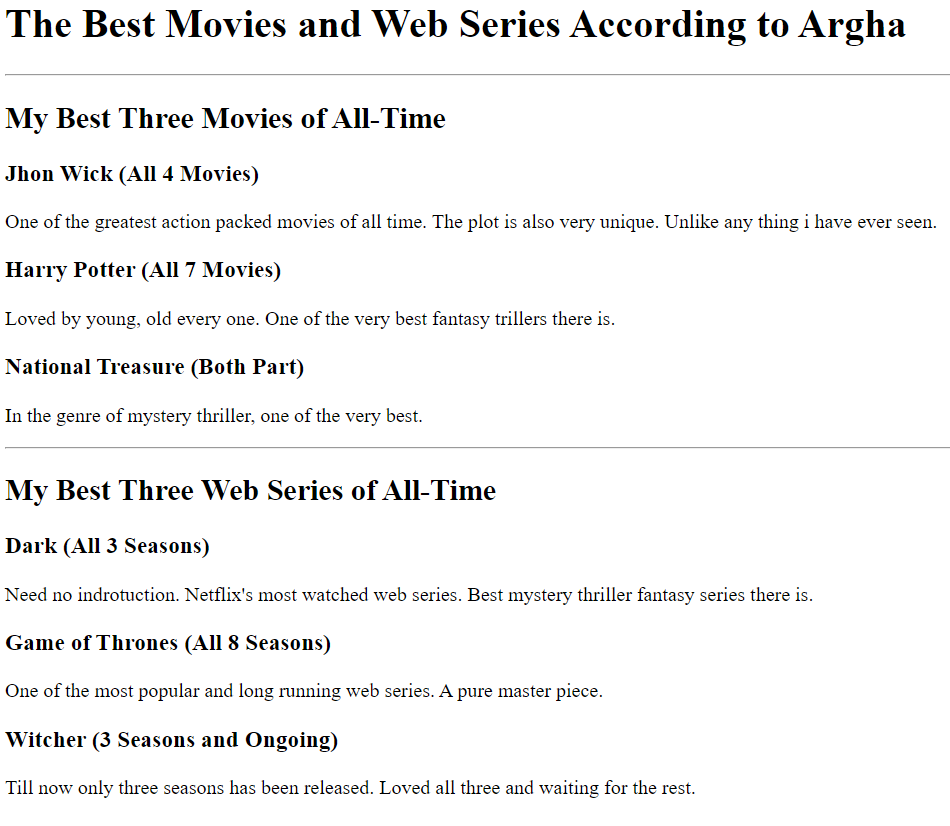 The Best Movies and Web Series According to Argha
My Best Three Movies of All-Time
Jhon Wick (All 4 Movies)
One of the greatest action packed movies of all time. The plot is also very unique. Unlike any thing i have ever seen.
Harry Potter (All 7 Movies)
Loved by young, old every one. One of the very best fantasy trillers there is.
National Treasure (Both Part)
In the genre of mystery thriller, one of the very best.
My Best Three Web Series of All-Time
Dark (All 3 Seasons)
Need no indrotuction. Netflix's most watched web series. Best mystery thriller fantasy series there is.
Game of Thrones (All 8 Seasons)
One of the most popular and long running web series. A pure master piece.
Witcher (3 Seasons and Ongoing)
Till now only three seasons has been released. Loved all three and waiting for the rest.